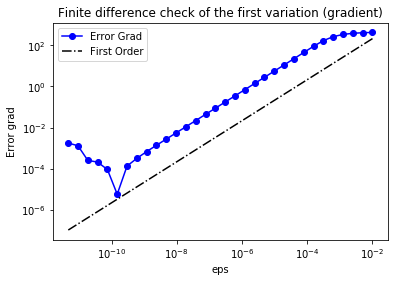 Finite difference check of the first variation (gradient)
Error Grad
First Order
Error grad
10^2
10^0
10^-2
10^-4
10^-6
10^-10
10^-8
10^-6
10^-4
10^-2
eps